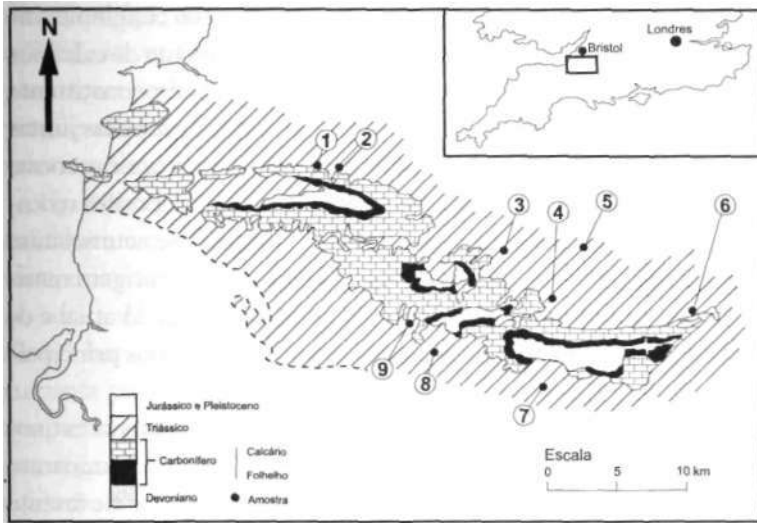 N
Londres
Bristol
1
2
3
4
5
6
9
8
7
Jurássico e Pleistoceno
Triássico
Carbonífero
Calcário
Folhelho
Devoniano
Amostra
Escala
0 5 10 km